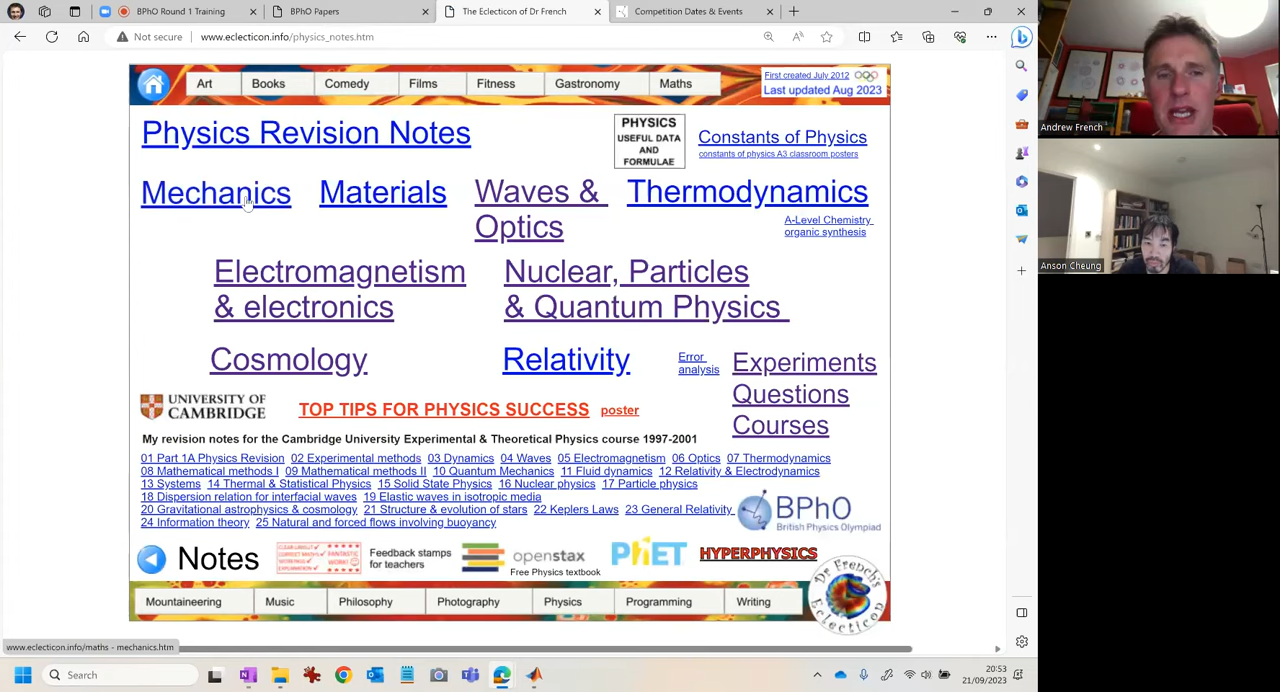 BPhO Round 1 Training
BPhO Papers
The Eclecticon of Dr French
Competition Dates & Events
Not secure
www.eclecticon.info/physics_notes.htm
Art
Books
Comedy
Films
Fitness
Gastronomy
Maths
First created July 2012
Last updated Aug 2023
Physics Revision Notes
PHYSICS
USEFUL DATA
AND
FORMULAE
Constants of Physics
constants of physics A3 classroom posters
Mechanics
Materials
Waves &
Optics
Thermodynamics
A-Level Chemistry
organic synthesis
Electromagnetism
& electronics
Nuclear, Particles
& Quantum Physics
Cosmology
Relativity
Error
analysis
Experiments
Questions
Courses
UNIVERSITY OF
CAMBRIDGE
TOP TIPS FOR PHYSICS SUCCESS poster
My revision notes for the Cambridge University Experimental & Theoretical Physics course 1997-2001
01 Part 1A Physics Revision 02 Experimental methods 03 Dynamics 04 Waves 05 Electromagnetism 06 Optics 07 Thermodynamics
08 Mathematical methods I 09 Mathematical methods II 10 Quantum Mechanics 11 Fluid dynamics 12 Relativity & Electrodynamics
13 Systems 14 Thermal & Statistical Physics 15 Solid State Physics 16 Nuclear physics 17 Particle physics
18 Dispersion relation for interfacial waves 19 Elastic waves in isotropic media
20 Gravitational astrophysics & cosmology 21 Structure & evolution of stars 22 Keplers Laws 23 General Relativity
24 Information theory 25 Natural and forced flows involving buoyancy
BPhO
British Physics Olympiad
Notes
Feedback stamps
for teachers
openstax
Free Physics textbook
PhET
HYPERPHYSICS
Mountaineering
Music
Philosophy
Photography
Physics
Programming
Writing
Dr French's
Eclecticon
www.eclecticon.info/maths - mechanics.htm
Search
20:53
21/09/2023
Andrew French
Anson Cheung